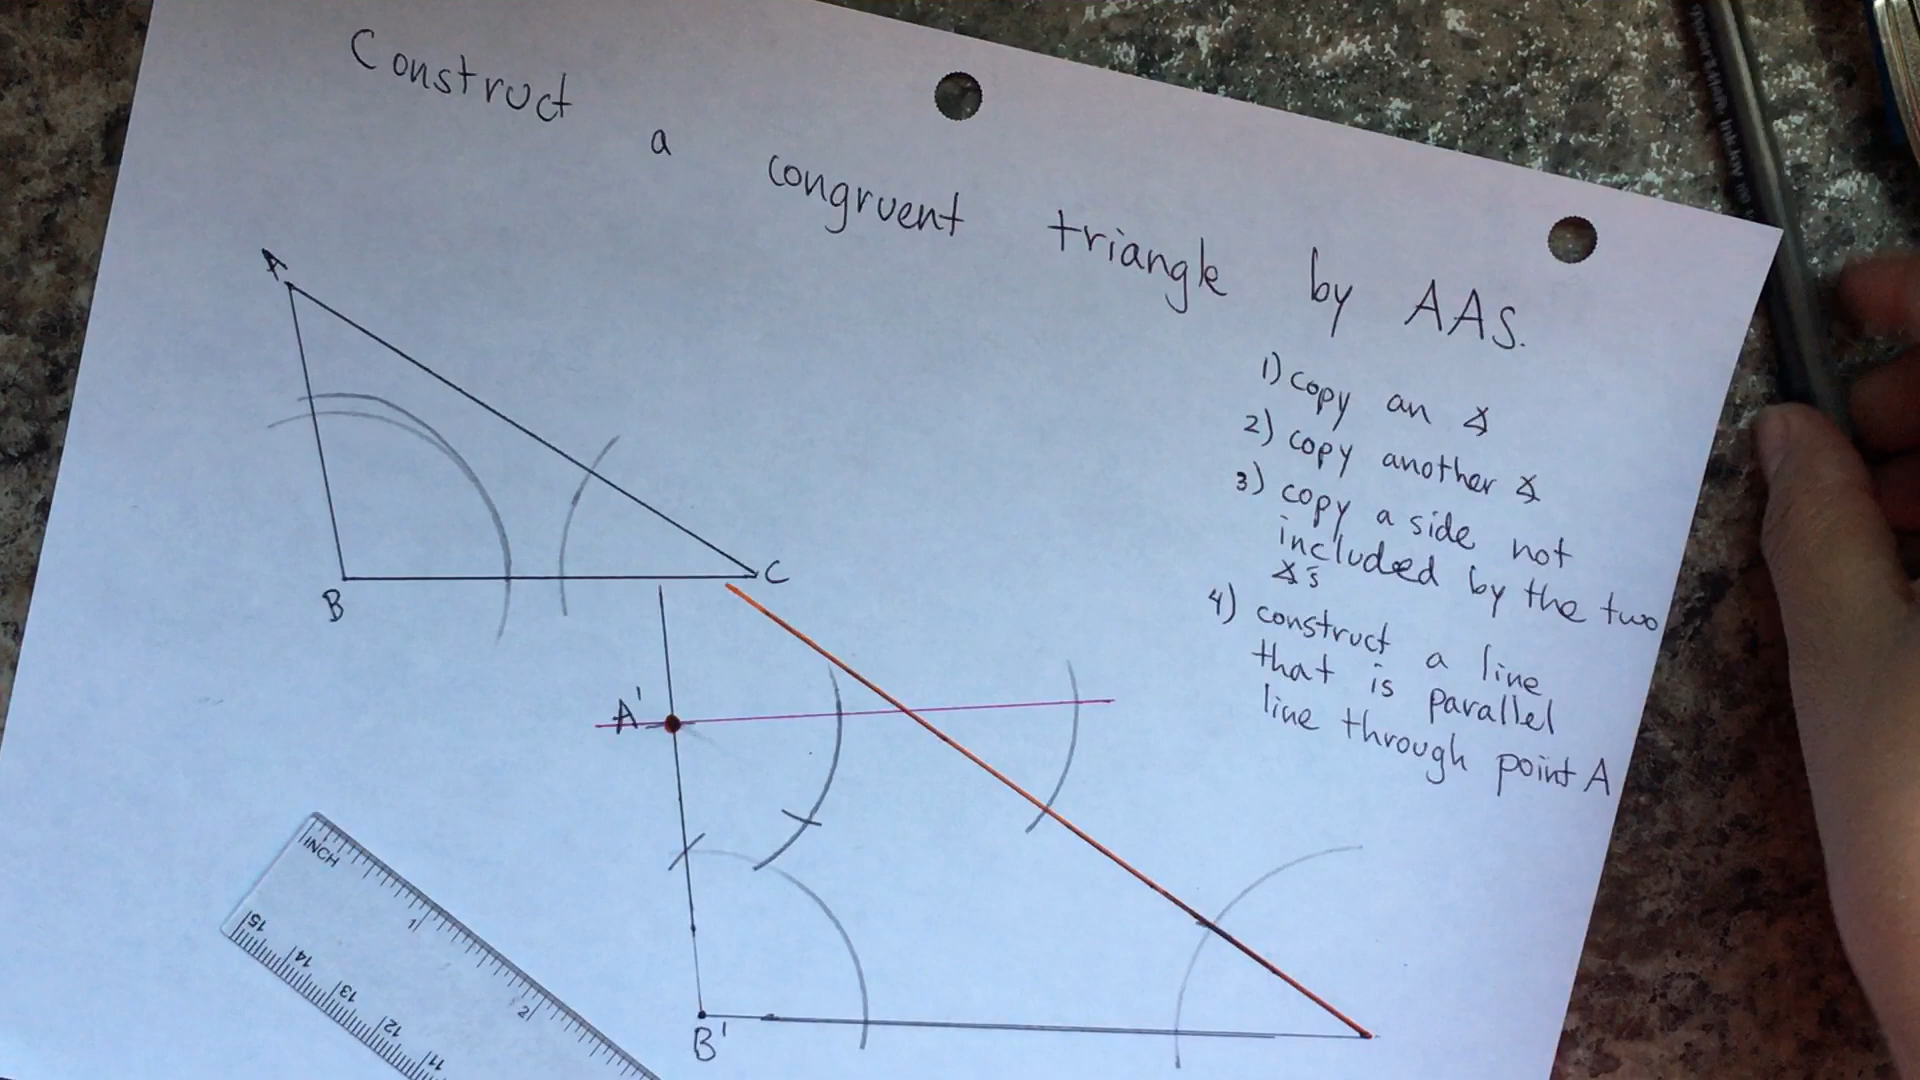 Construct a congruent triangle by AAS.
A
B
C
1) copy an ∡
2) copy another ∡
3) copy a side not
included by the two
∡s
4) construct a line
that is parallel
line through point A
A'
B'
INCH
1
2
15
14
13
12
11